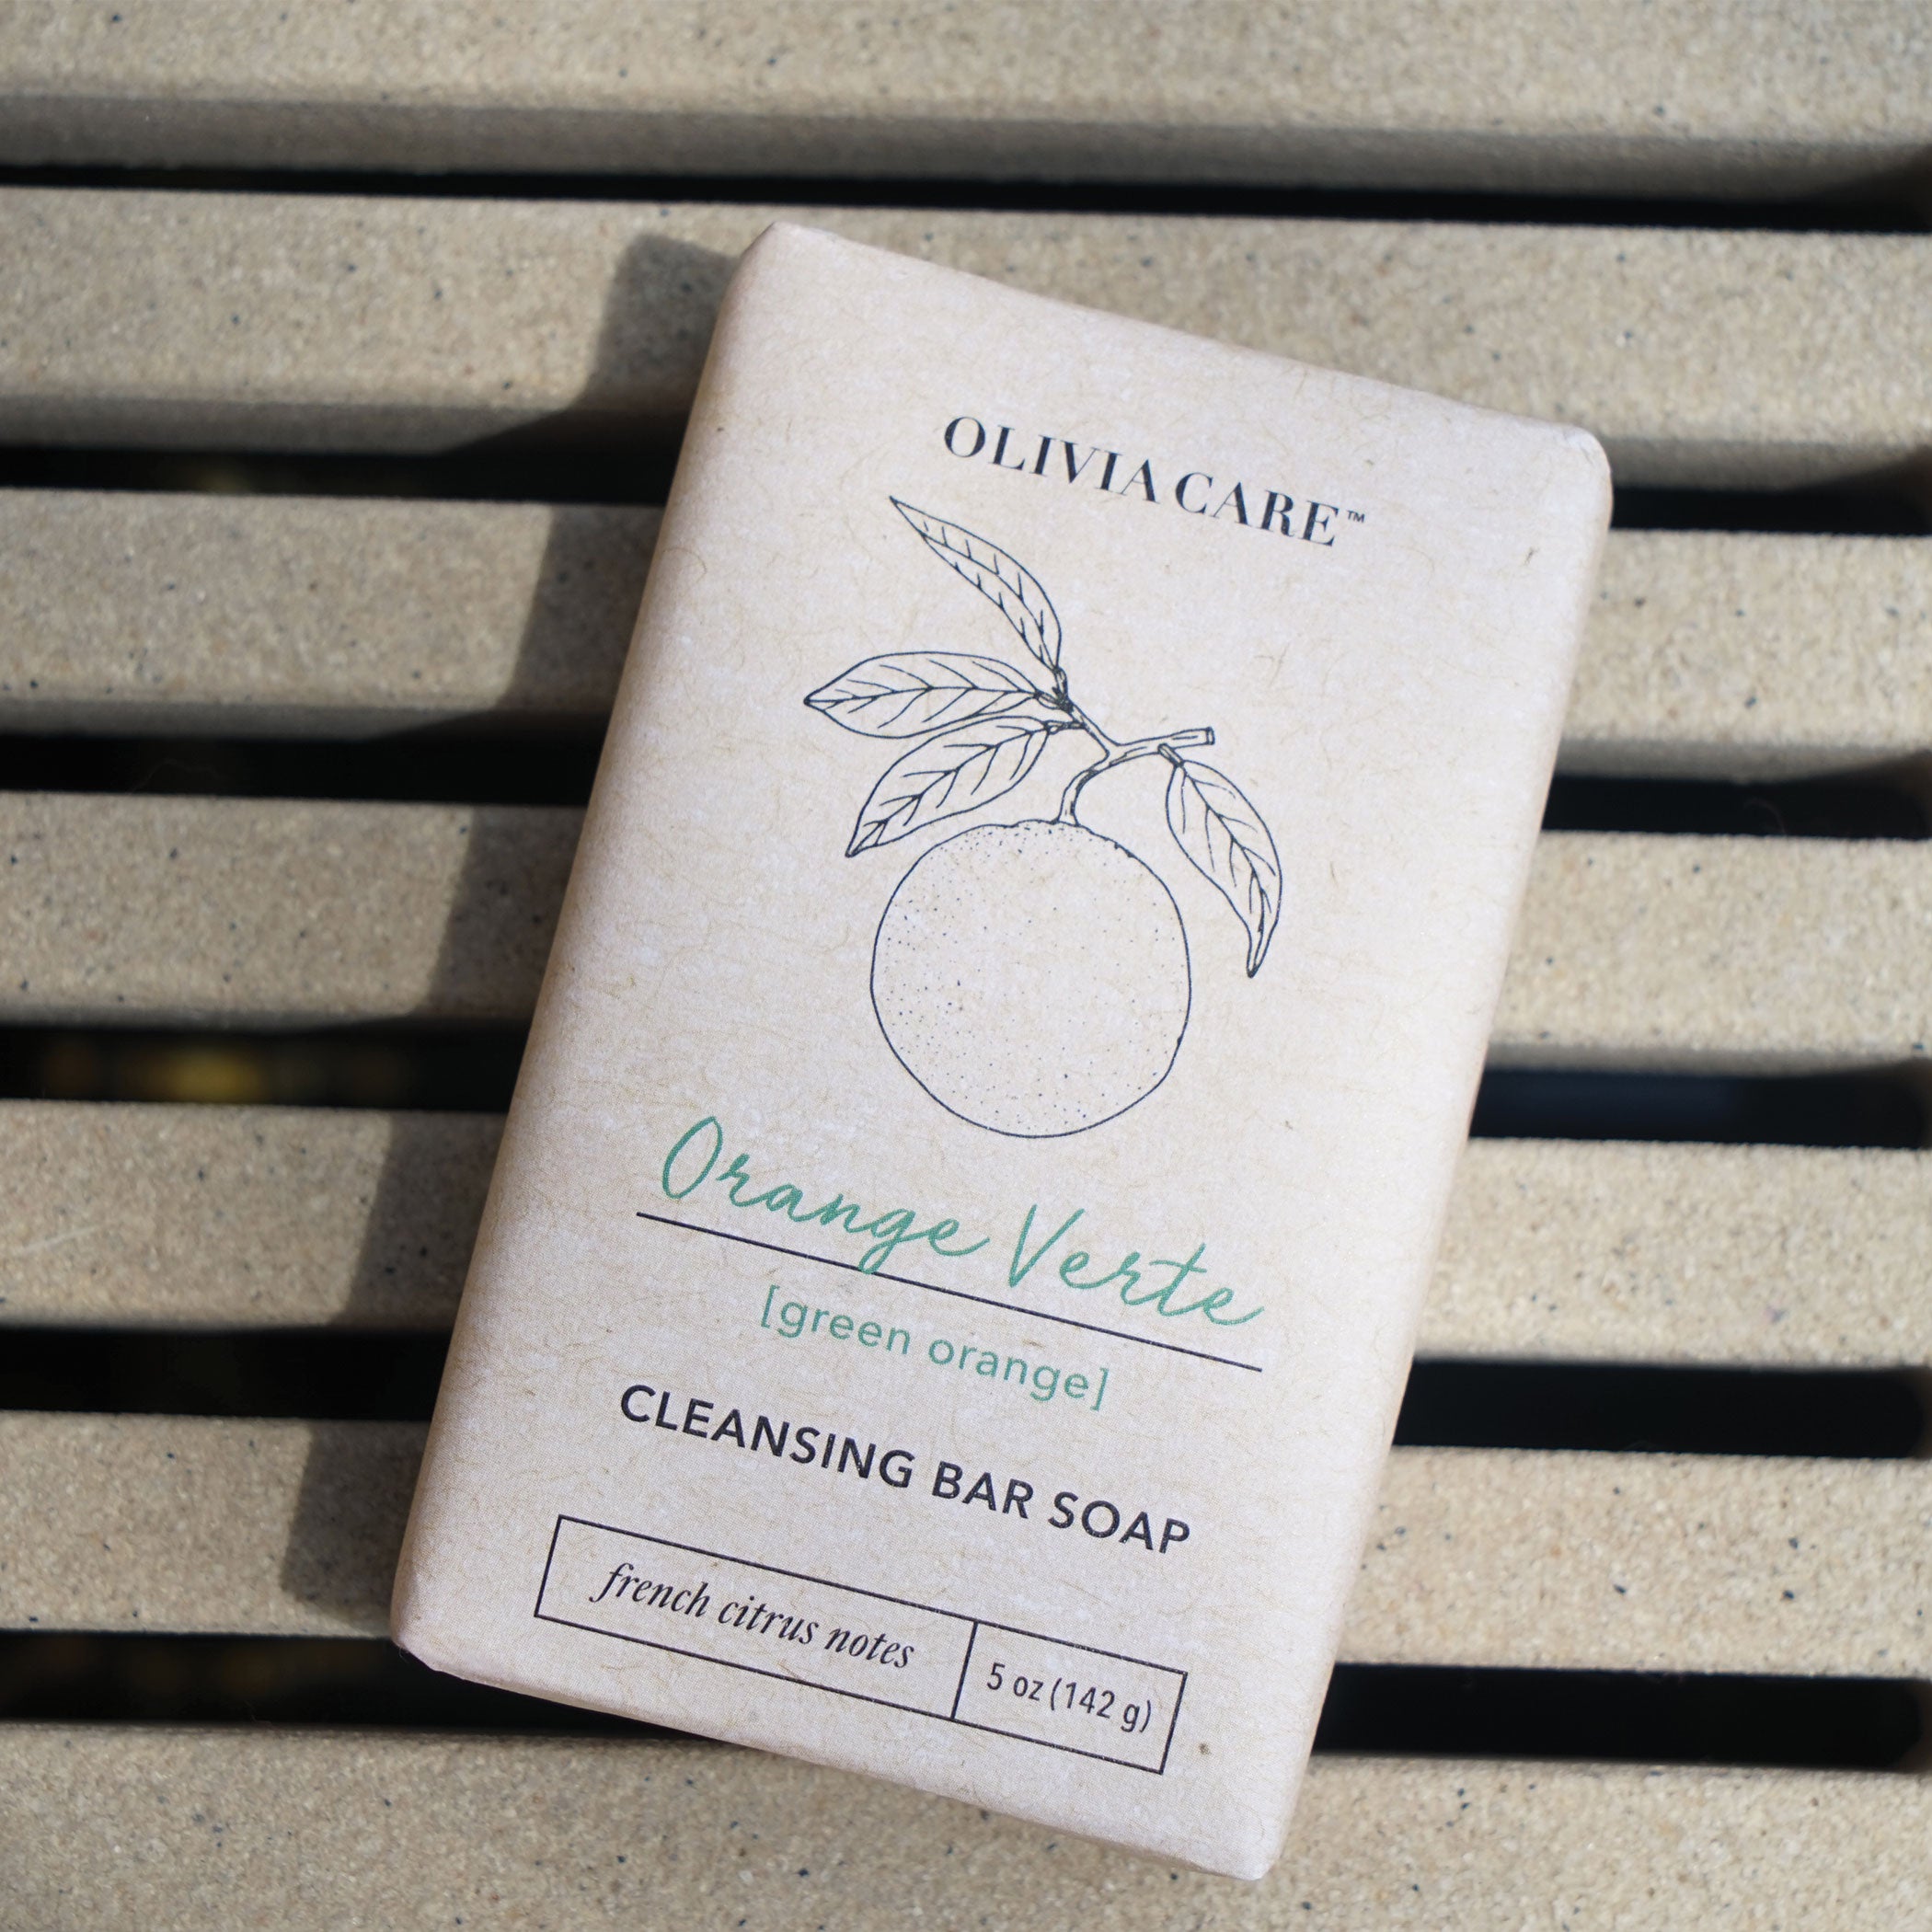 OLIVIA CARE™
Orange Verte
[green orange]
CLEANSING BAR SOAP
french citrus notes
5 oz (142 g)